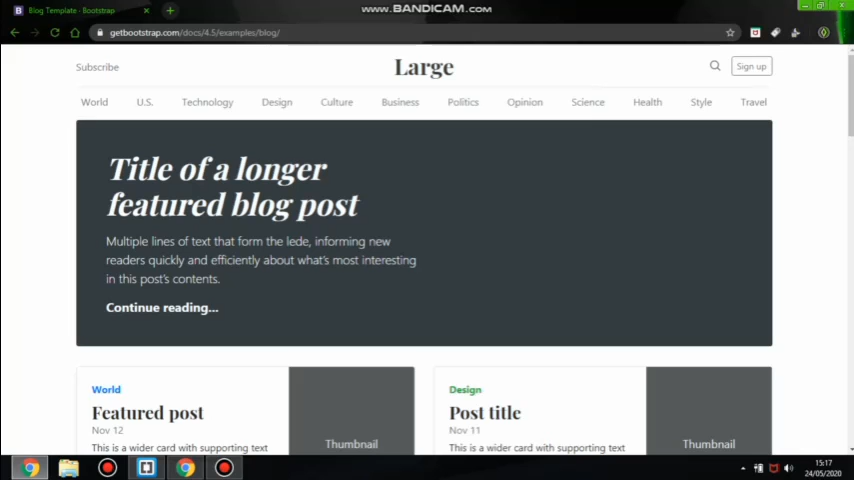 Blog Template · Bootstrap
WWW.BANDICAM.COM
getbootstrap.com/docs/4.5/examples/blog/
Subscribe
Large
Sign up
World U.S. Technology Design Culture Business Politics Opinion Science Health Style Travel
Title of a longer
featured blog post
Multiple lines of text that form the lede, informing new
readers quickly and efficiently about what's most interesting
in this post's contents.
Continue reading...
World
Featured post
Nov 12
This is a wider card with supporting text
Thumbnail
Design
Post title
Nov 11
This is a wider card with supporting text
Thumbnail
15:17
24/05/2020